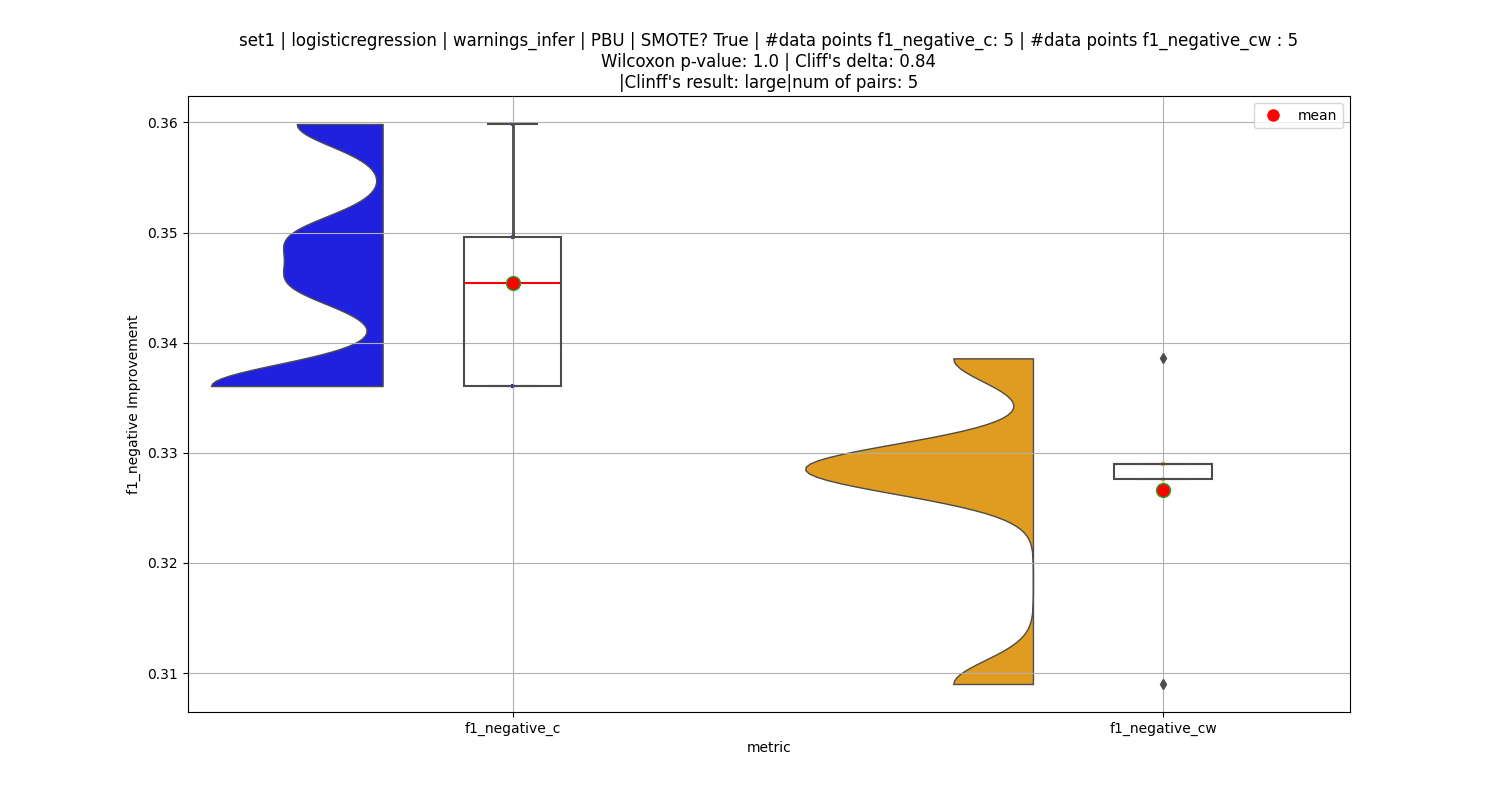 set1 | logisticregression | warnings_infer | PBU | SMOTE? True | #data points f1_negative_c: 5 | #data points f1_negative_cw : 5
Wilcoxon p-value: 1.0 | Cliff's delta: 0.84
|Clinff's result: large|num of pairs: 5
mean
0.36
0.35
0.34
0.33
0.32
0.31
f1_negative Improvement
f1_negative_c
f1_negative_cw
metric